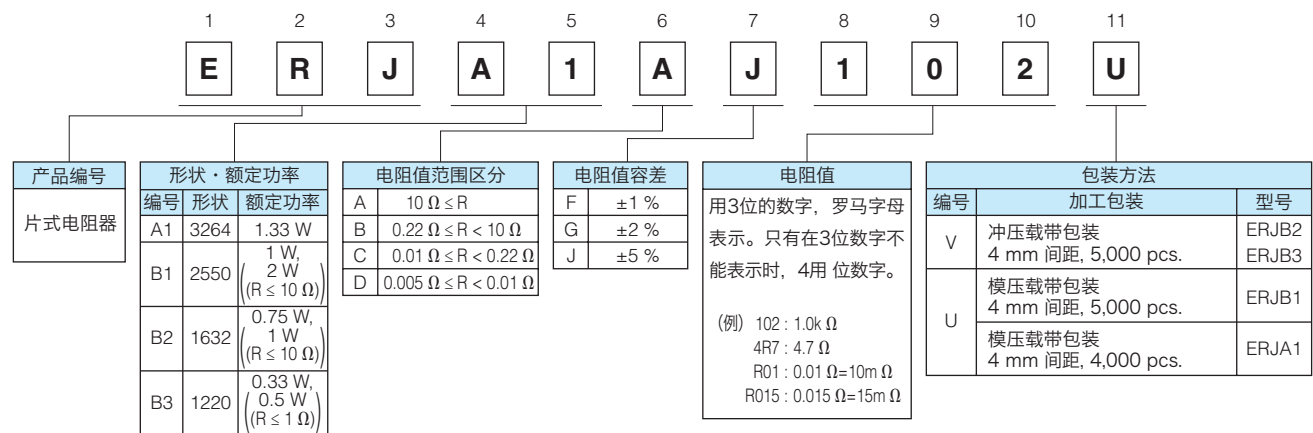 1 2 3 4 5 6 7 8 9 10 11
E R J A 1 A J 1 0 2 U
产品编号
片式电阻器
形状・额定功率
编号 形状 额定功率
A1 3264 1.33 W
B1 2550 1 W,
2 W
(R ≤ 10 Ω)
B2 1632 0.75 W,
1 W
(R ≤ 10 Ω)
B3 1220 0.33 W,
0.5 W
(R ≤ 1 Ω)
电阻值范围区分
A 10 Ω ≤ R
B 0.22 Ω ≤ R < 10 Ω
C 0.01 Ω ≤ R < 0.22 Ω
D 0.005 Ω ≤ R < 0.01 Ω
电阻值容差
F ±1 %
G ±2 %
J ±5 %
电阻值
用3位的数字，罗马字母
表示。只有在3位数字不
能表示时，4用 位数字。
(例) 102 : 1.0k Ω
4R7 : 4.7 Ω
R01 : 0.01 Ω=10m Ω
R015 : 0.015 Ω=15m Ω
包装方法
编号 加工包装 型号
V 冲压载带包装
4 mm 间距, 5,000 pcs.
ERJB2
ERJB3
U 模压载带包装
4 mm 间距, 5,000 pcs.
ERJB1
模压载带包装
4 mm 间距, 4,000 pcs.
ERJA1